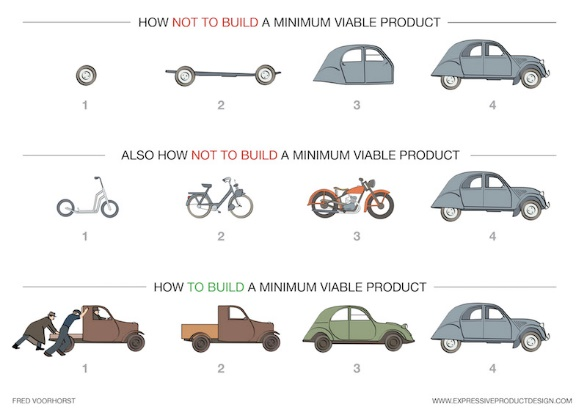 HOW NOT TO BUILD A MINIMUM VIABLE PRODUCT
1 2 3 4
ALSO HOW NOT TO BUILD A MINIMUM VIABLE PRODUCT
1 2 3 4
HOW TO BUILD A MINIMUM VIABLE PRODUCT
1 2 3 4
FRED VOORHORST WWW.EXPRESSIVEPRODUCTDESIGN.COM